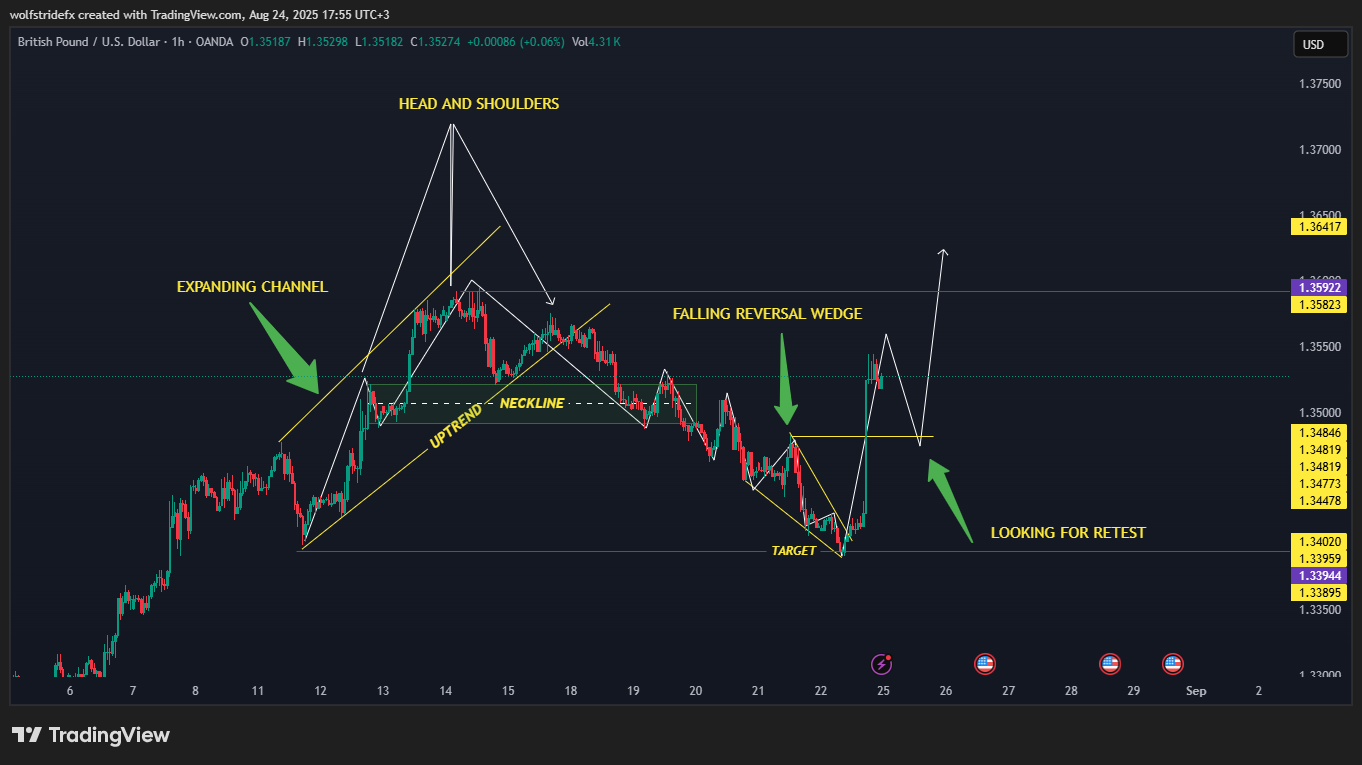 wolfstridefx created with TradingView.com, Aug 24, 2025 17:55 UTC+3
British Pound / U.S. Dollar · 1h · OANDA O1.35187 H1.35298 L1.35182 C1.35274 +0.00086 (+0.06%) Vol4.31 K
USD
1.37500
HEAD AND SHOULDERS
1.37000
1.36500
1.36417
EXPANDING CHANNEL
1.35922
1.35823
FALLING REVERSAL WEDGE
1.35500
NECKLINE
1.35000
UPTREND
1.34846
1.34819
1.34819
1.34773
1.34478
LOOKING FOR RETEST
1.34020
TARGET
1.33959
1.33944
1.33895
1.33500
1.33000
6 7 8 11 12 13 14 15 18 19 20 21 22 25 26 27 28 29 Sep 2
TradingView